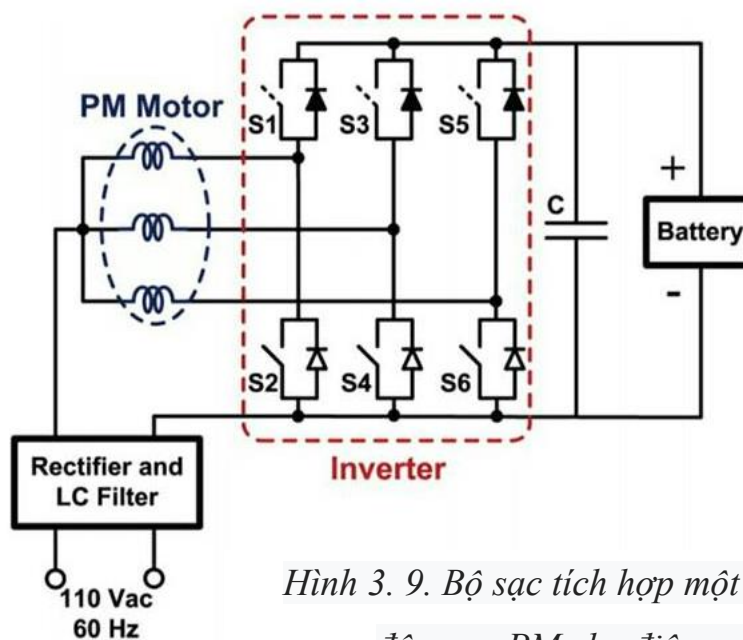 PM Motor
S1
S3
S5
C
+
Battery
-
S2
S4
S6
Rectifier and
LC Filter
Inverter
110 Vac
60 Hz
Hình 3. 9. Bộ sạc tích hợp một